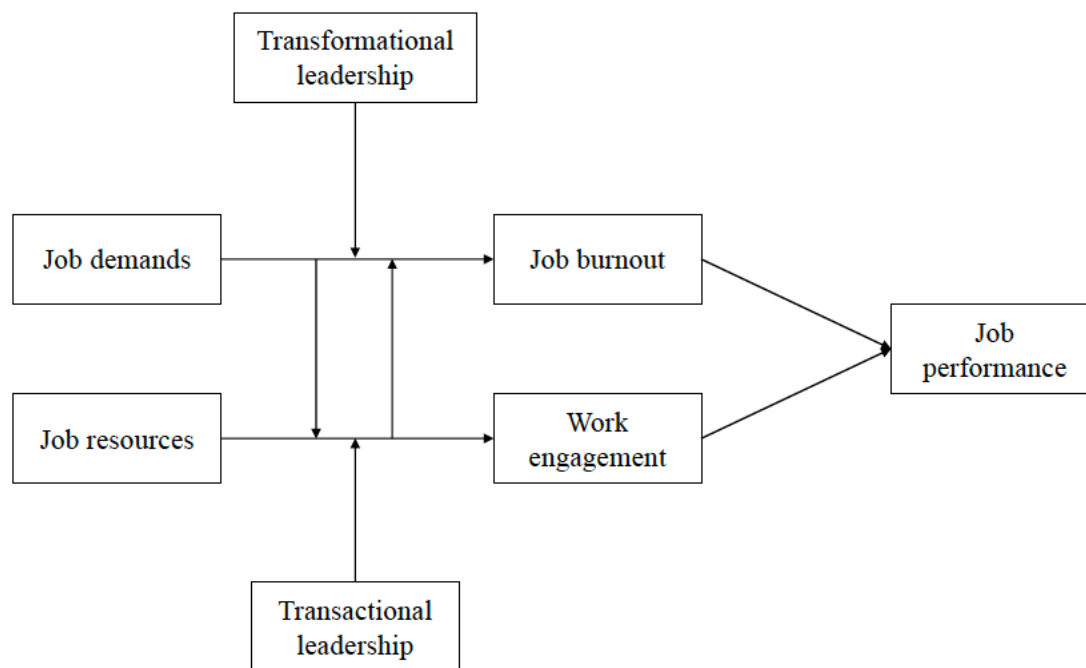 Transformational
leadership
Job demands
Job burnout
Job
performance
Job resources
Work
engagement
Transactional
leadership